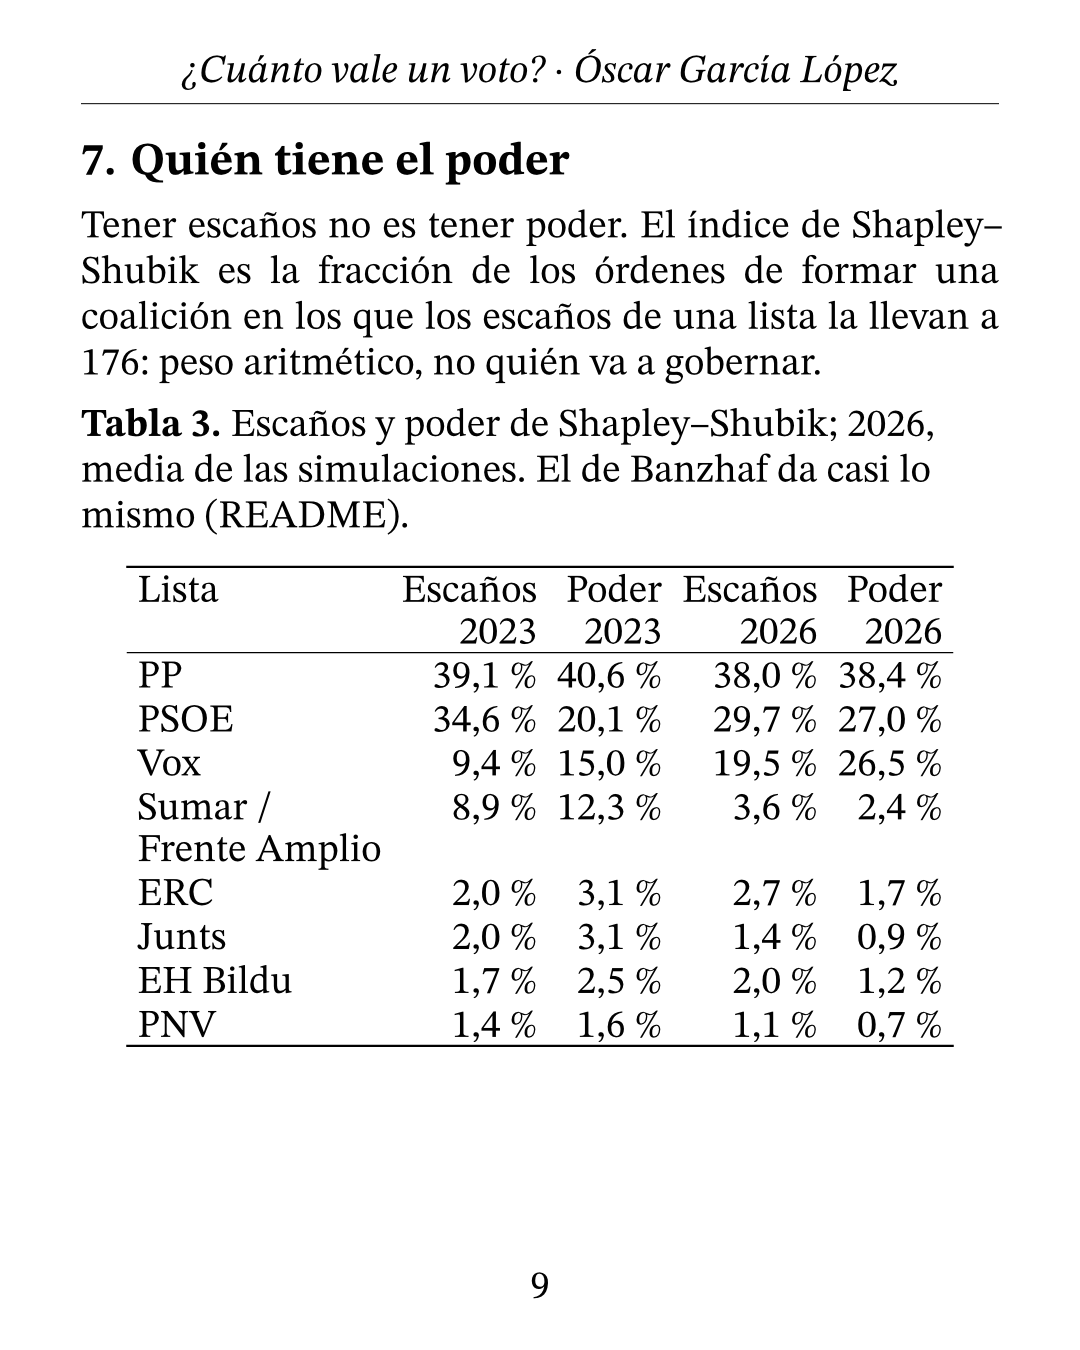 ¿Cuánto vale un voto? · Óscar García López
7. Quién tiene el poder
Tener escaños no es tener poder. El índice de Shapley–
Shubik es la fracción de los órdenes de formar una
coalición en los que los escaños de una lista la llevan a
176: peso aritmético, no quién va a gobernar.
Tabla 3. Escaños y poder de Shapley–Shubik; 2026,
media de las simulaciones. El de Banzhaf da casi lo
mismo (README).
Lista Escaños Poder Escaños Poder
2023 2023 2026 2026
PP 39,1 % 40,6 % 38,0 % 38,4 %
PSOE 34,6 % 20,1 % 29,7 % 27,0 %
Vox 9,4 % 15,0 % 19,5 % 26,5 %
Sumar / 8,9 % 12,3 % 3,6 % 2,4 %
Frente Amplio
ERC 2,0 % 3,1 % 2,7 % 1,7 %
Junts 2,0 % 3,1 % 1,4 % 0,9 %
EH Bildu 1,7 % 2,5 % 2,0 % 1,2 %
PNV 1,4 % 1,6 % 1,1 % 0,7 %
9